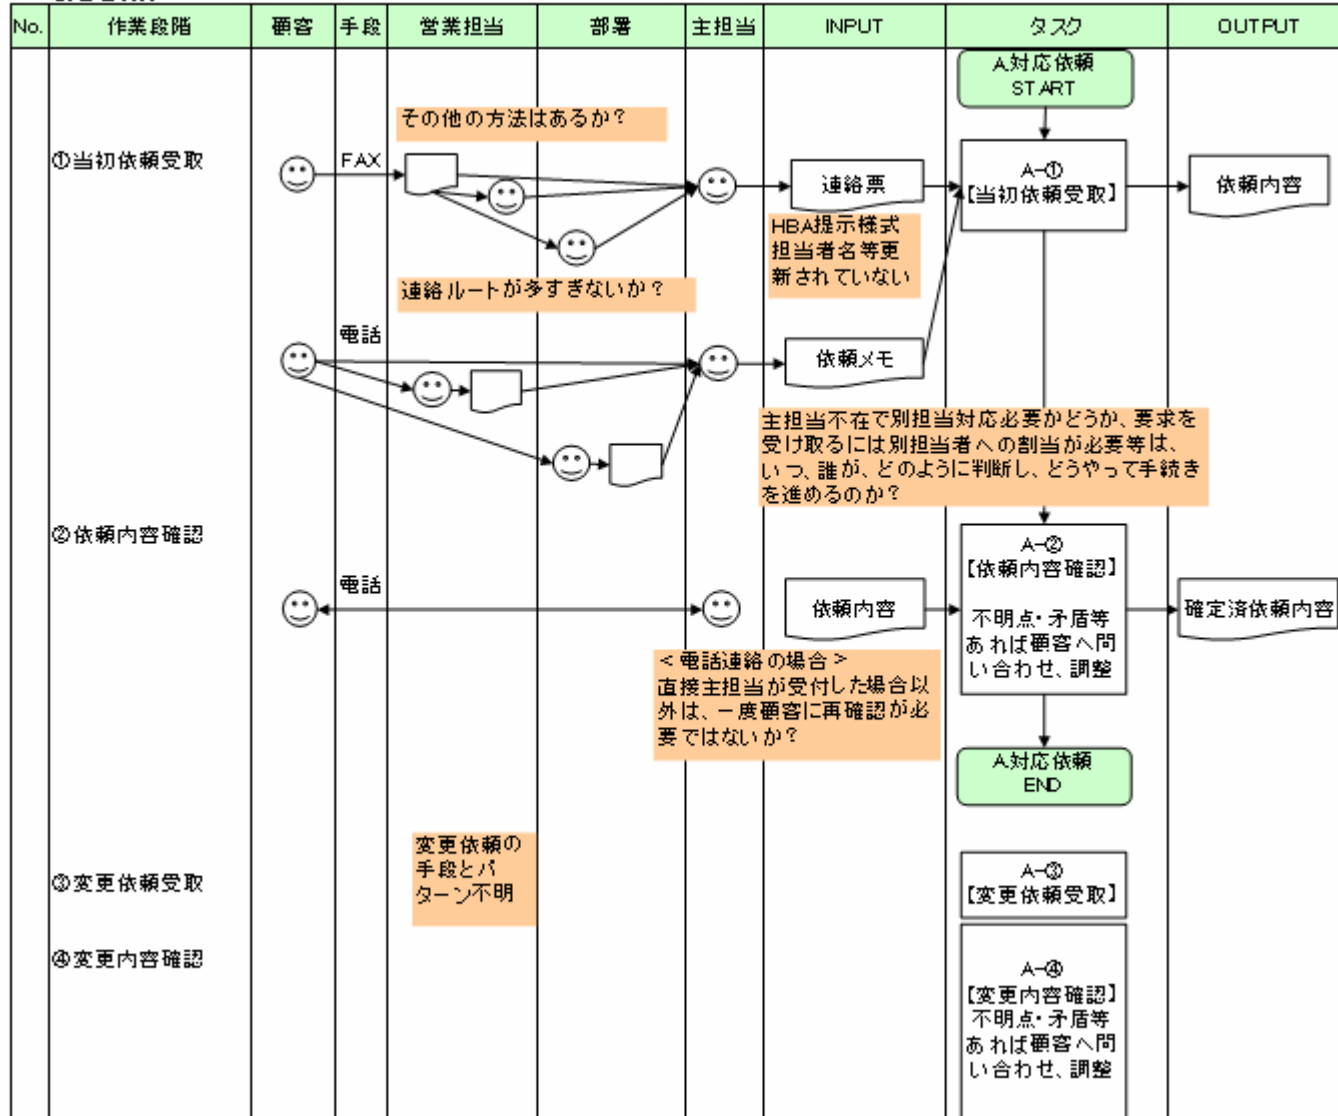 No.
作業段階
顧客
手段
営業担当
部署
主担当
INPUT
タスク
OUTPUT
A.対応依頼
START
その他の方法はあるか？
①当初依頼受取
FAX
連絡票
A-①
【当初依頼受取】
依頼内容
HBA提示様式
担当者名等更
新されていない
連絡ルートが多すぎないか？
電話
依頼メモ
主担当不在で別担当対応必要かどうか、要求を
受け取るには別担当者への割当が必要等は、
いつ、誰が、どのように判断し、どうやって手続き
を進めるのか？
②依頼内容確認
電話
依頼内容
A-②
【依頼内容確認】
不明点・矛盾等
あれば顧客へ問
い合わせ、調整
確定済依頼内容
＜電話連絡の場合＞
直接主担当が受付した場合以
外は、一度顧客に再確認が必
要ではないか？
A.対応依頼
END
変更依頼の
手段とパ
ターン不明
③変更依頼受取
A-③
【変更依頼受取】
④変更内容確認
A-④
【変更内容確認】
不明点・矛盾等
あれば顧客へ問
い合わせ、調整